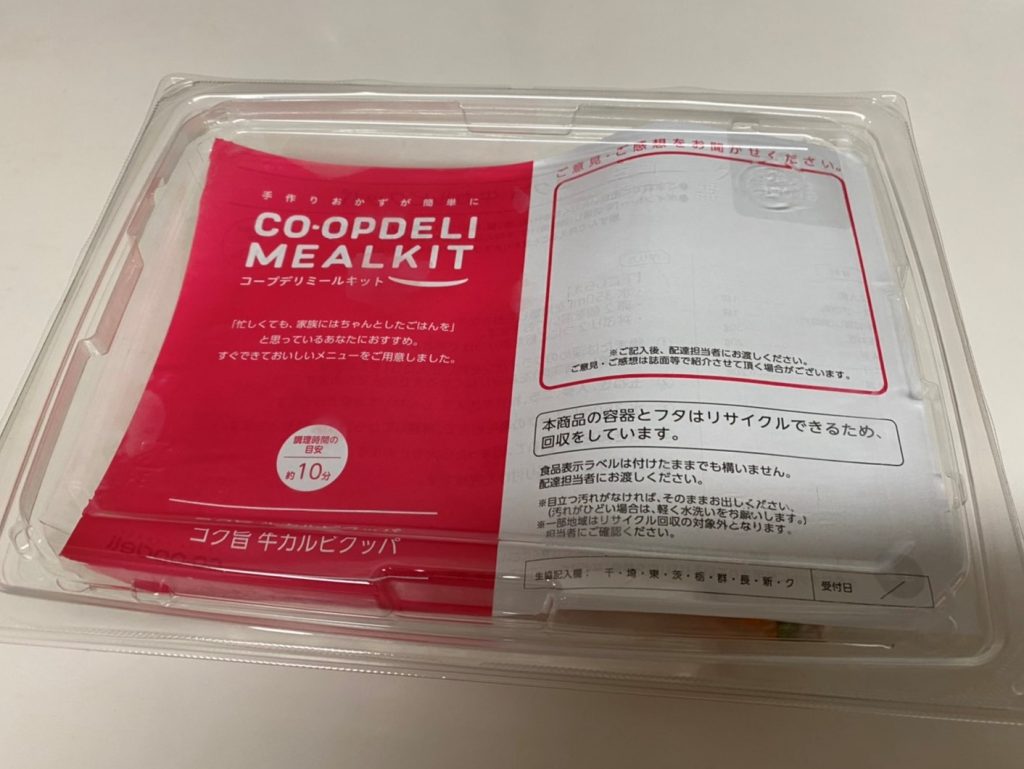 手作りおかずが簡単に
CO·OPDELI
MEALKIT
コープデリミールキット
「忙しくても、家族にはちゃんとしたごはんを」
と思っているあなたにおすすめ。
すぐできておいしいメニューをご用意しました。
調理時間の
目安
約10分
コク旨 牛カルビクッパ
ご意見・ご感想をお聞かせください。
※ご記入後、配達担当者にお渡しください。
ご意見・ご感想は誌面等で紹介させて頂く場合がございます。
本商品の容器とフタはリサイクルできるため、
回収をしています。
食品表示ラベルは付けたままでも構いません。
配達担当者にお渡しください。
※目立つ汚れがなければ、そのままお出しください。
(汚れがひどい場合は、軽く水洗いをお願いします。)
※一部地域はリサイクル回収の対象外となります。
担当者にご確認ください。
生協記入欄： 千・埼・東・茨・栃・群・長・新・ク 受付日 ／